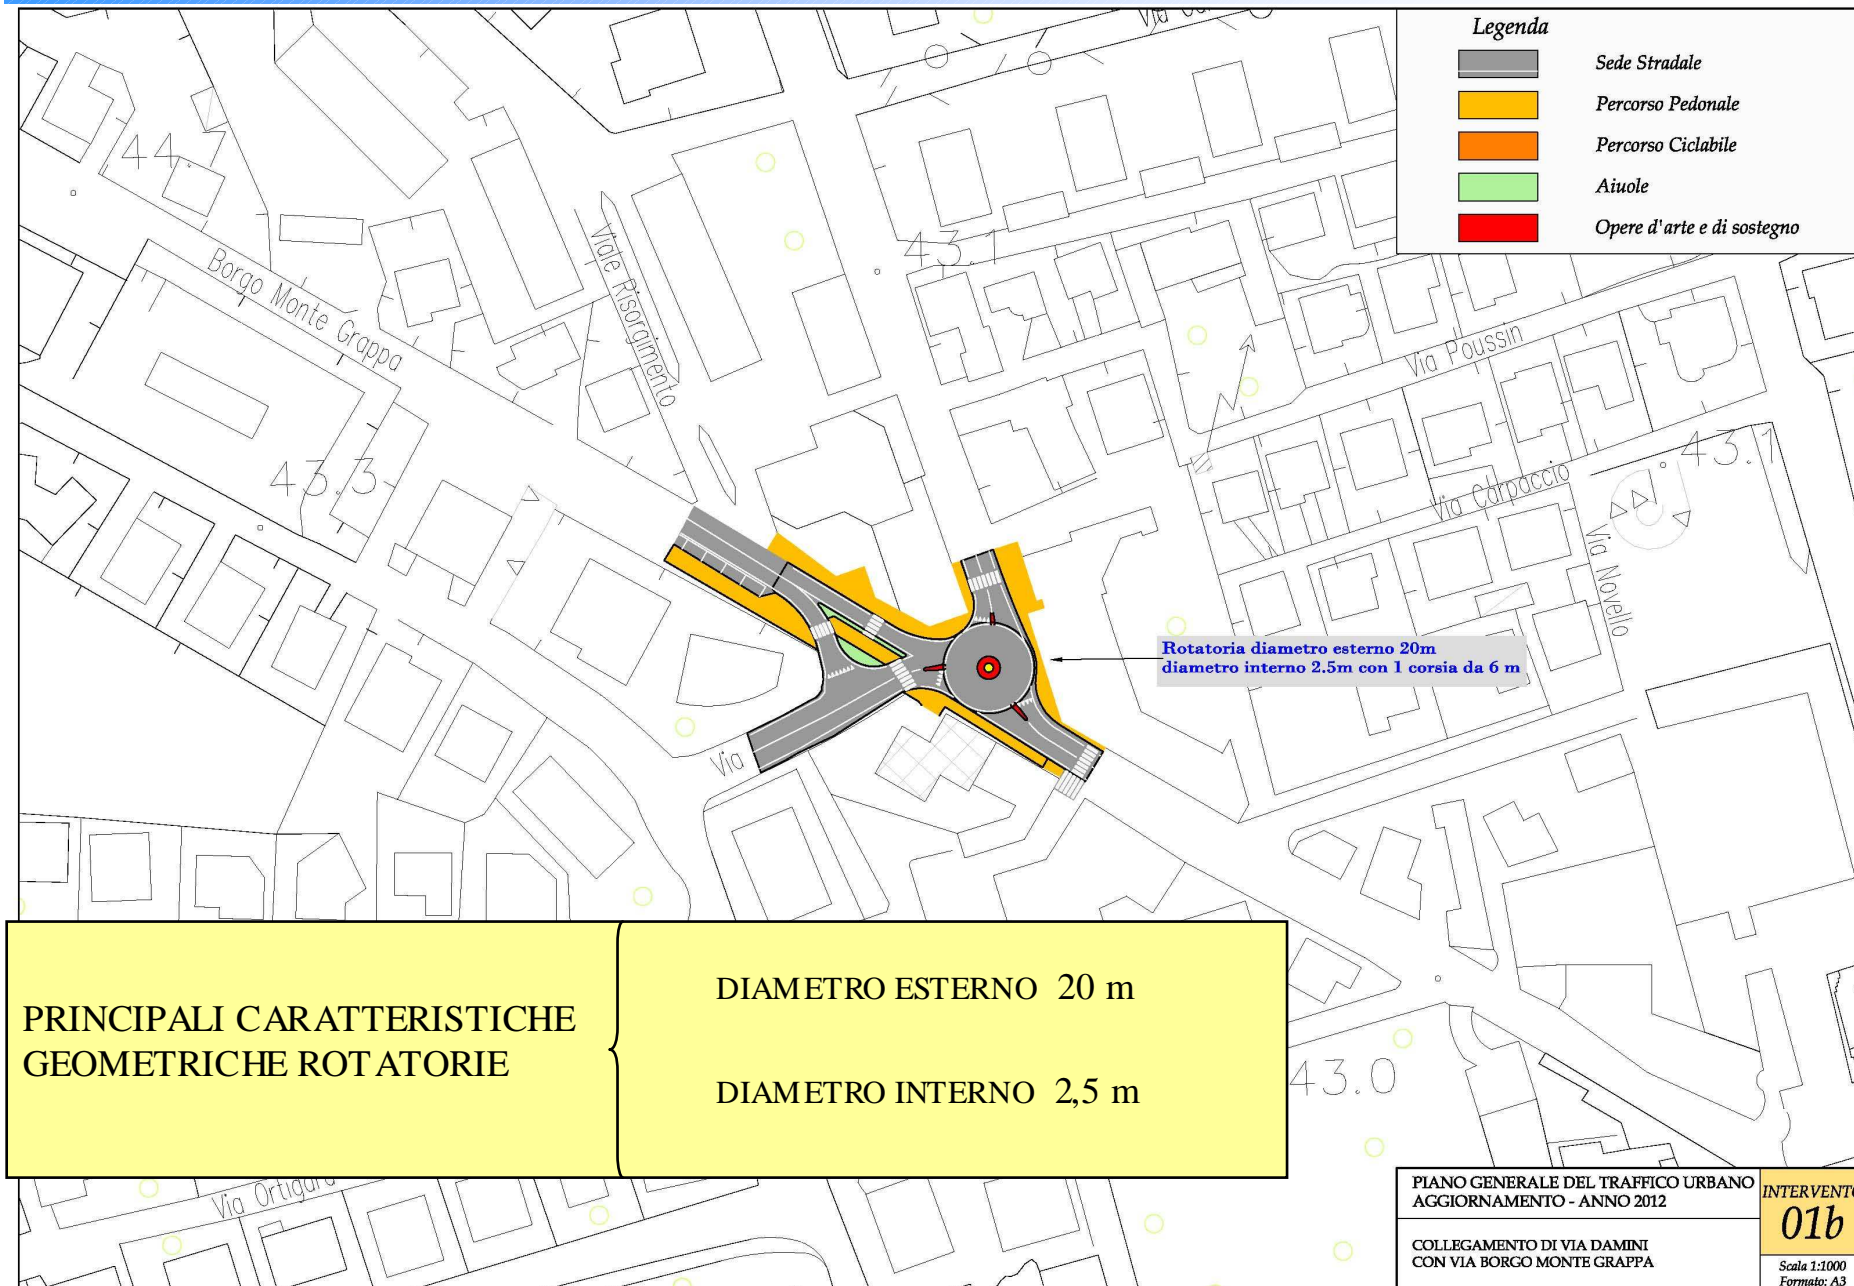 Legenda
Sede Stradale
Percorso Pedonale
Percorso Ciclabile
Aiuole
Opere d'arte e di sostegno
44.
Borgo Monte Grappa
Viale Risorgimento
43.1
Via Poussin
43.3
Via Carpaccio
43.1
Via Novello
Rotatoria diametro esterno 20m
diametro interno 2.5m con 1 corsia da 6 m
Via
PRINCIPALI CARATTERISTICHE
GEOMETRICHE ROTATORIE
DIAMETRO ESTERNO 20 m
DIAMETRO INTERNO 2,5 m
43.0
Via Ortigara
PIANO GENERALE DEL TRAFFICO URBANO
AGGIORNAMENTO - ANNO 2012
COLLEGAMENTO DI VIA DAMINI
CON VIA BORGO MONTE GRAPPA
INTERVENTO
01b
Scala 1:1000
Formato: A3